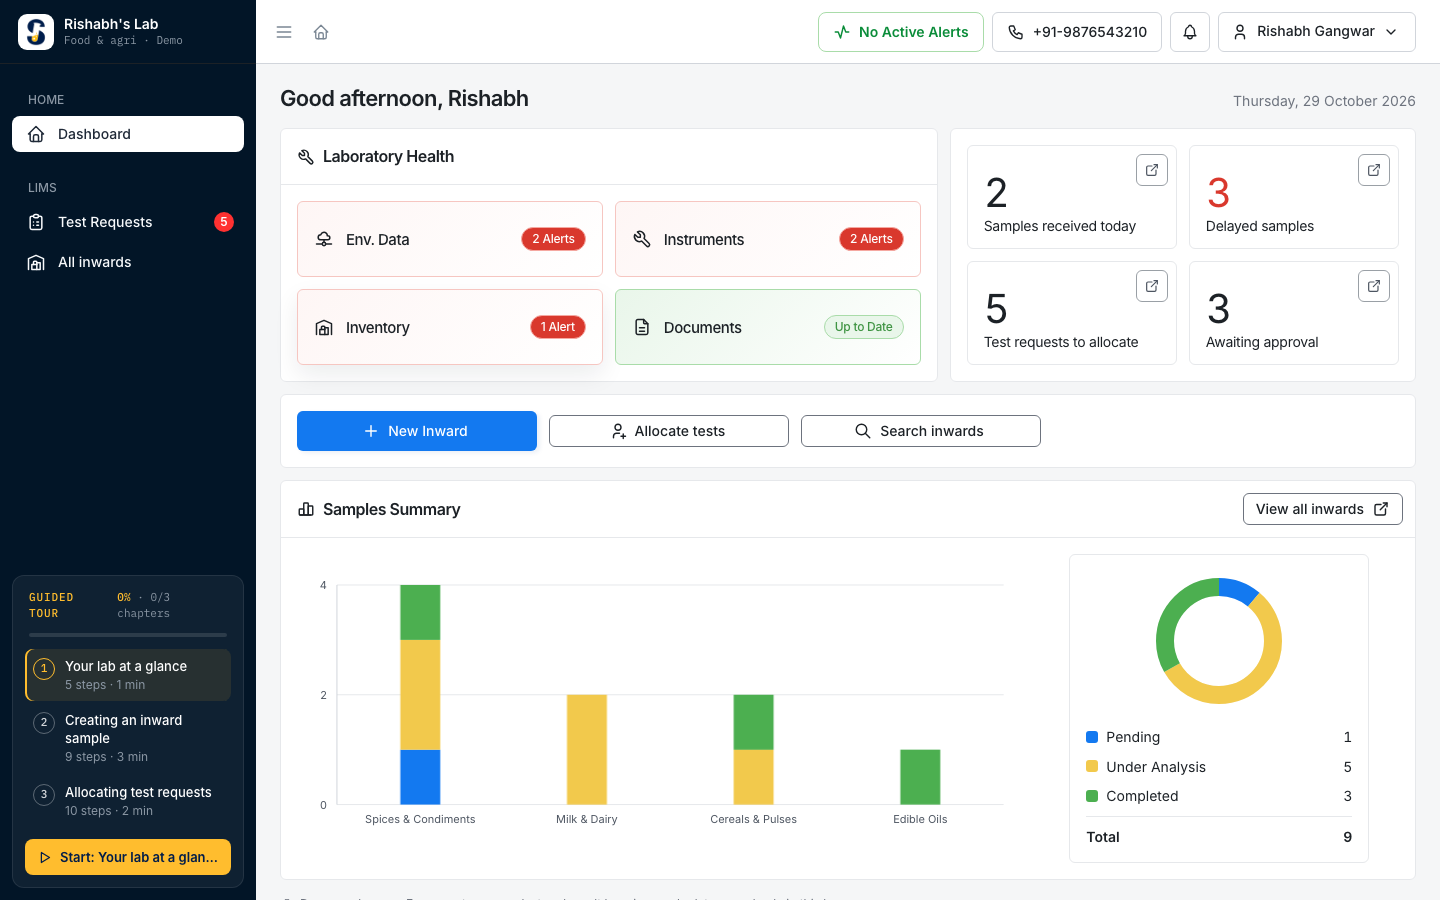 Rishabh's Lab
Food & agri · Demo
No Active Alerts
+91-9876543210
Rishabh Gangwar
HOME
Dashboard
LIMS
Test Requests 5
All inwards
GUIDED TOUR
0% · 0/3 chapters
1 Your lab at a glance
5 steps · 1 min
2 Creating an inward
sample
9 steps · 3 min
3 Allocating test requests
10 steps · 2 min
Start: Your lab at a glan...
Good afternoon, Rishabh
Thursday, 29 October 2026
Laboratory Health
Env. Data 2 Alerts
Instruments 2 Alerts
Inventory 1 Alert
Documents Up to Date
2
Samples received today
3
Delayed samples
5
Test requests to allocate
3
Awaiting approval
New Inward
Allocate tests
Search inwards
Samples Summary
View all inwards
4
2
0
Spices & Condiments
Milk & Dairy
Cereals & Pulses
Edible Oils
Pending 1
Under Analysis 5
Completed 3
Total 9